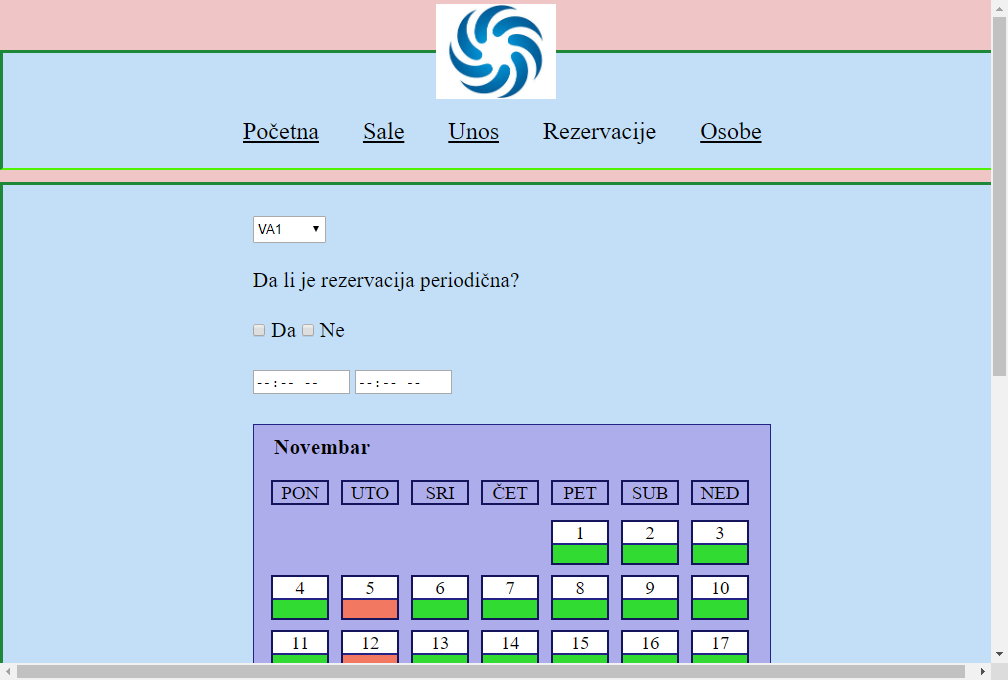 Početna Sale Unos Rezervacije Osobe
VA1
Da li je rezervacija periodična?
Da Ne
--:-- -- --:-- --
Novembar
PON UTO SRI ČET PET SUB NED
1 2 3
4 5 6 7 8 9 10
11 12 13 14 15 16 17